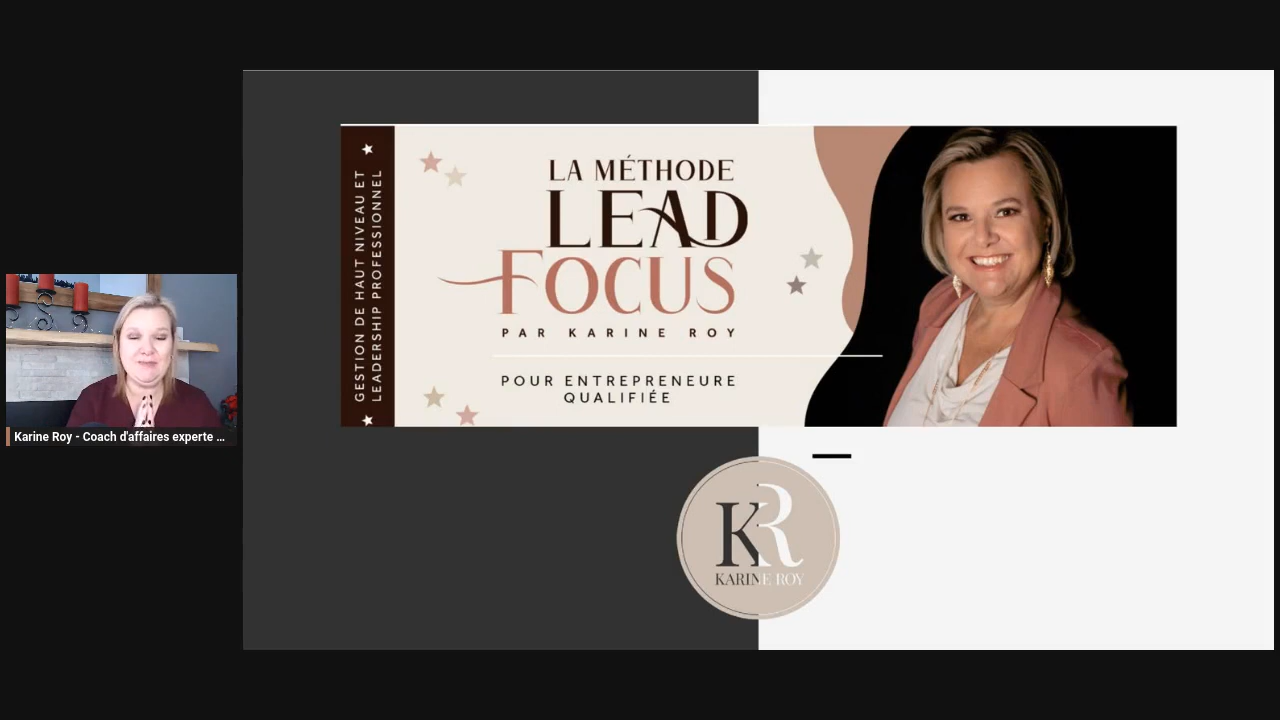 GESTION DE HAUT NIVEAU ET
LEADERSHIP PROFESSIONNEL
LA MÉTHODE
LEAD
FOCUS
PAR KARINE ROY
POUR ENTREPRENEURE
QUALIFIÉE
KR
KARINE ROY
Karine Roy - Coach d'affaires experte ...